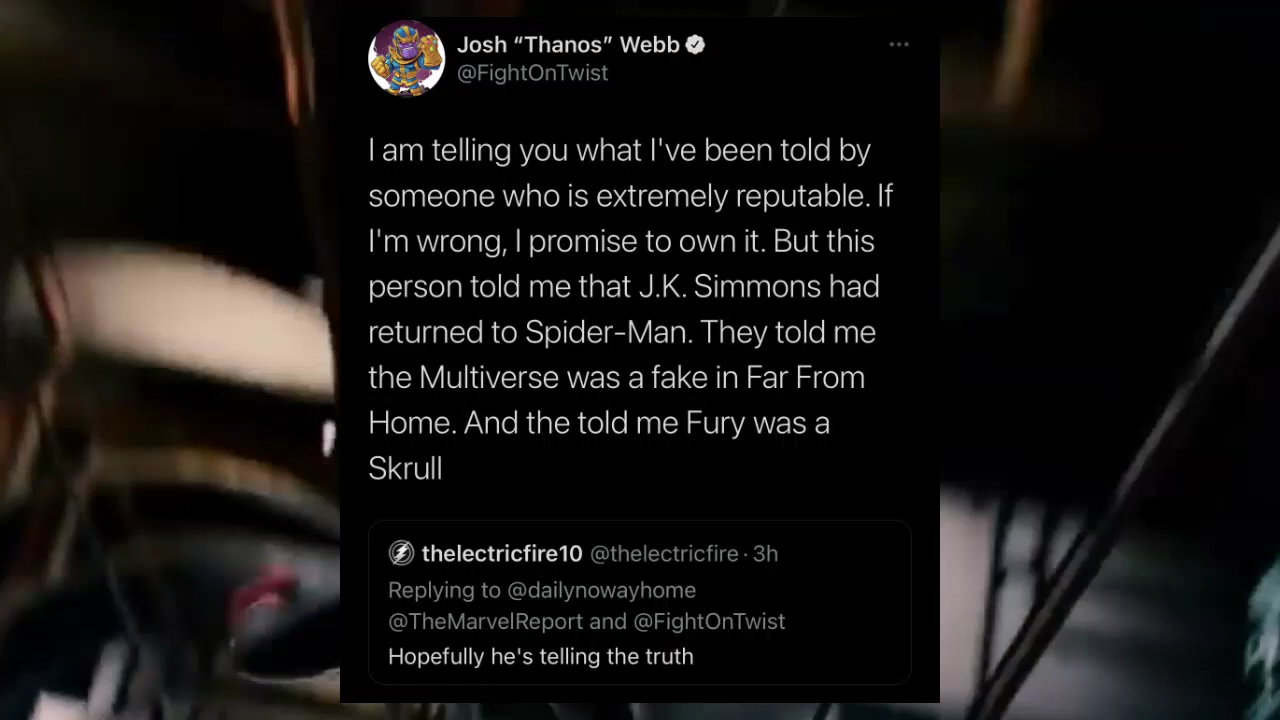 Josh “Thanos” Webb
@FightOnTwist
I am telling you what I've been told by
someone who is extremely reputable. If
I'm wrong, I promise to own it. But this
person told me that J.K. Simmons had
returned to Spider-Man. They told me
the Multiverse was a fake in Far From
Home. And the told me Fury was a
Skrull
thelectricfire10 @thelectricfire · 3h
Replying to @dailynowayhome
@TheMarvelReport and @FightOnTwist
Hopefully he's telling the truth